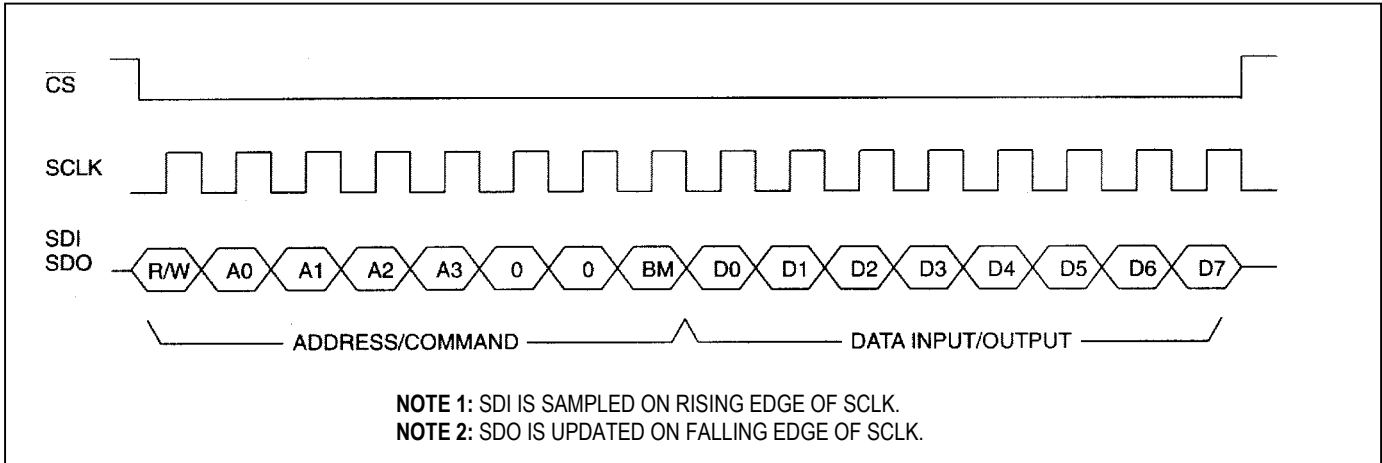 CS
SCLK
SDI
SDO
R/W A0 A1 A2 A3 0 0 BM D0 D1 D2 D3 D4 D5 D6 D7
ADDRESS/COMMAND DATA INPUT/OUTPUT
NOTE 1: SDI IS SAMPLED ON RISING EDGE OF SCLK.
NOTE 2: SDO IS UPDATED ON FALLING EDGE OF SCLK.